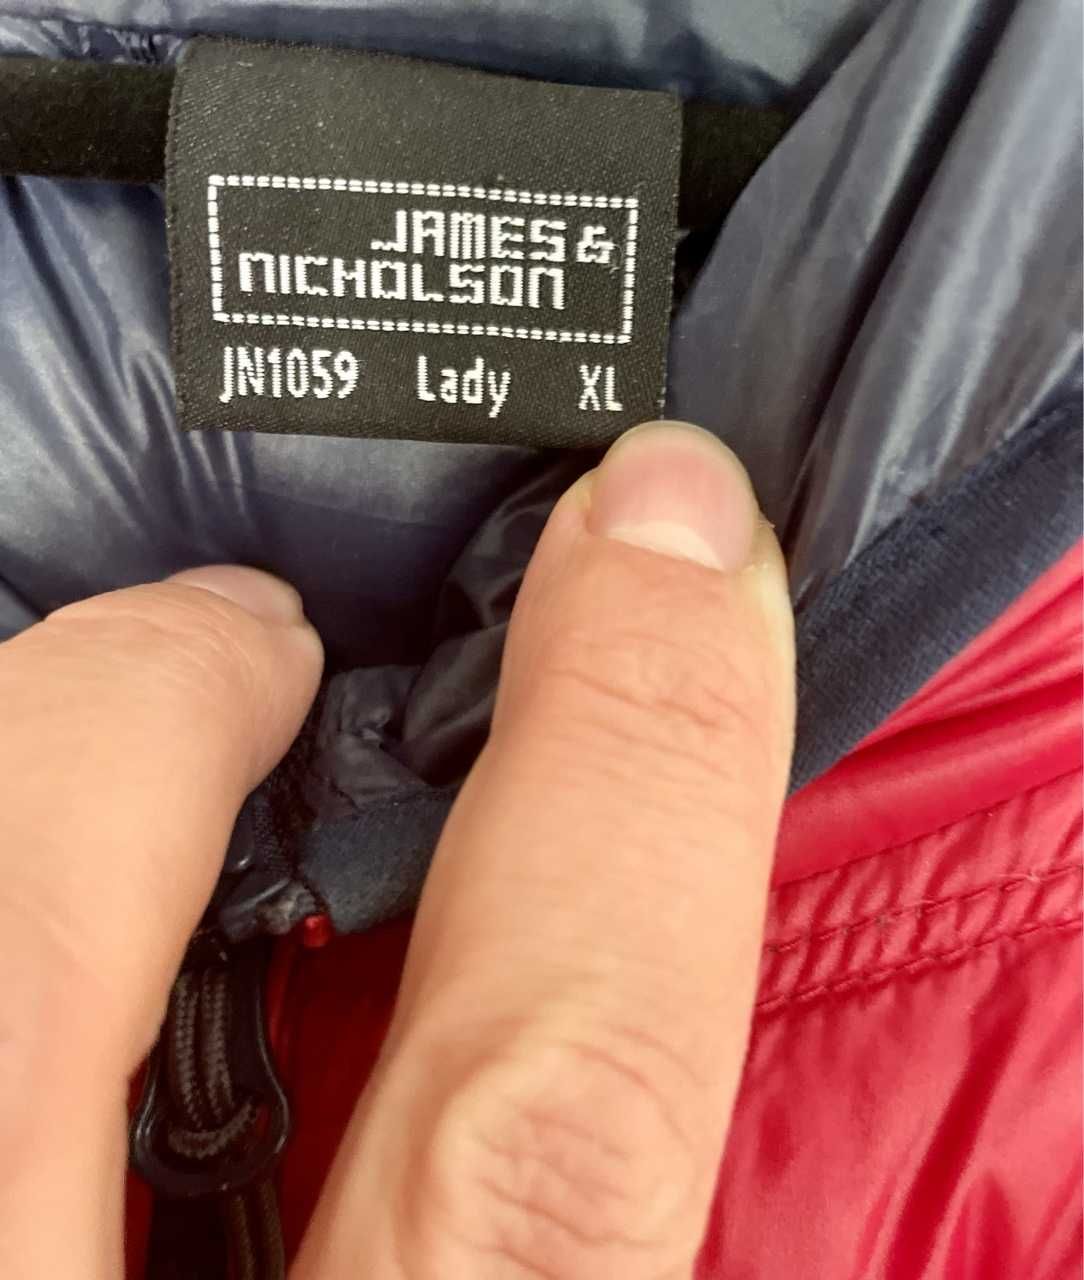 JAMES &
NICHOLSON
JN1059 Lady XL